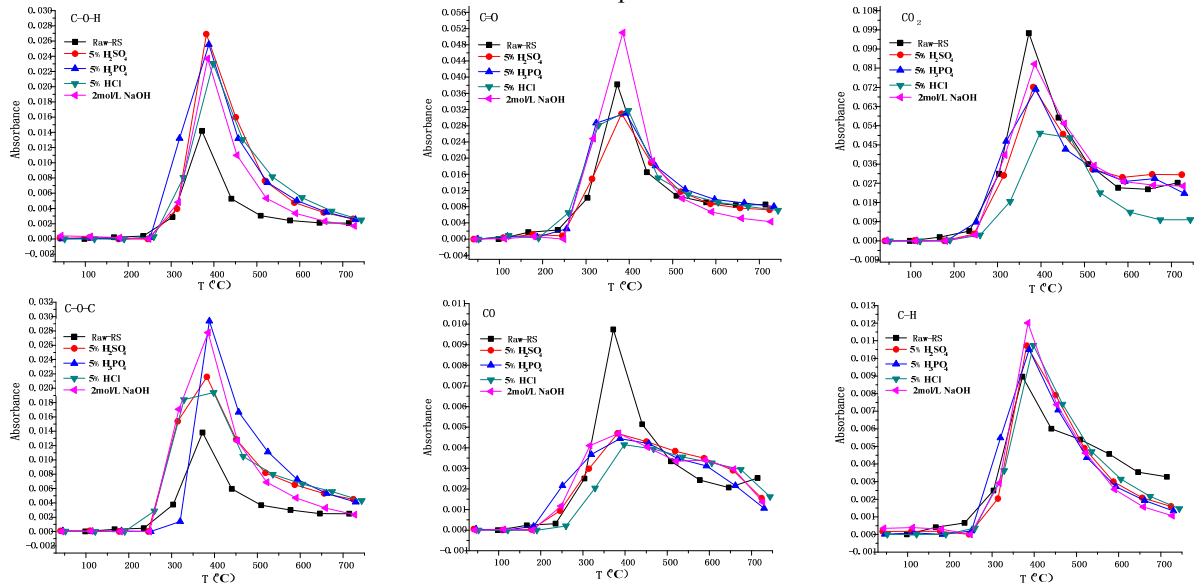 C-O-H
Raw-RS
5% H₂SO₄
5% H₃PO₄
5% HCl
2mol/L NaOH
Absorbance
0.030
0.028
0.026
0.024
0.022
0.020
0.018
0.016
0.014
0.012
0.010
0.008
0.006
0.004
0.002
0.000
-0.002
100 200 300 400 500 600 700
T (℃)
C=O
Raw-RS
5% H₂SO₄
5% H₃PO₄
5% HCl
2mol/L NaOH
Absorbance
0.056
0.052
0.048
0.044
0.040
0.036
0.032
0.028
0.024
0.020
0.016
0.012
0.008
0.004
0.000
-0.004
100 200 300 400 500 600 700
T (℃)
CO₂
Raw-RS
5% H₂SO₄
5% H₃PO₄
5% HCl
2mol/L NaOH
Absorbance
0.108
0.099
0.090
0.081
0.072
0.063
0.054
0.045
0.036
0.027
0.018
0.009
0.000
-0.009
100 200 300 400 500 600 700
T (℃)
C-O-C
Raw-RS
5% H₂SO₄
5% H₃PO₄
5% HCl
2mol/L NaOH
Absorbance
0.032
0.030
0.028
0.026
0.024
0.022
0.020
0.018
0.016
0.014
0.012
0.010
0.008
0.006
0.004
0.002
0.000
-0.002
100 200 300 400 500 600 700
T (℃)
CO
Raw-RS
5% H₂SO₄
5% H₃PO₄
5% HCl
2mol/L NaOH
Absorbance
0.011
0.010
0.009
0.008
0.007
0.006
0.005
0.004
0.003
0.002
0.001
0.000
-0.001
100 200 300 400 500 600 700
T (℃)
C-H
Raw-RS
5% H₂SO₄
5% H₃PO₄
5% HCl
2mol/L NaOH
Absorbance
0.013
0.012
0.011
0.010
0.009
0.008
0.007
0.006
0.005
0.004
0.003
0.002
0.001
0.000
-0.001
100 200 300 400 500 600 700
T (℃)